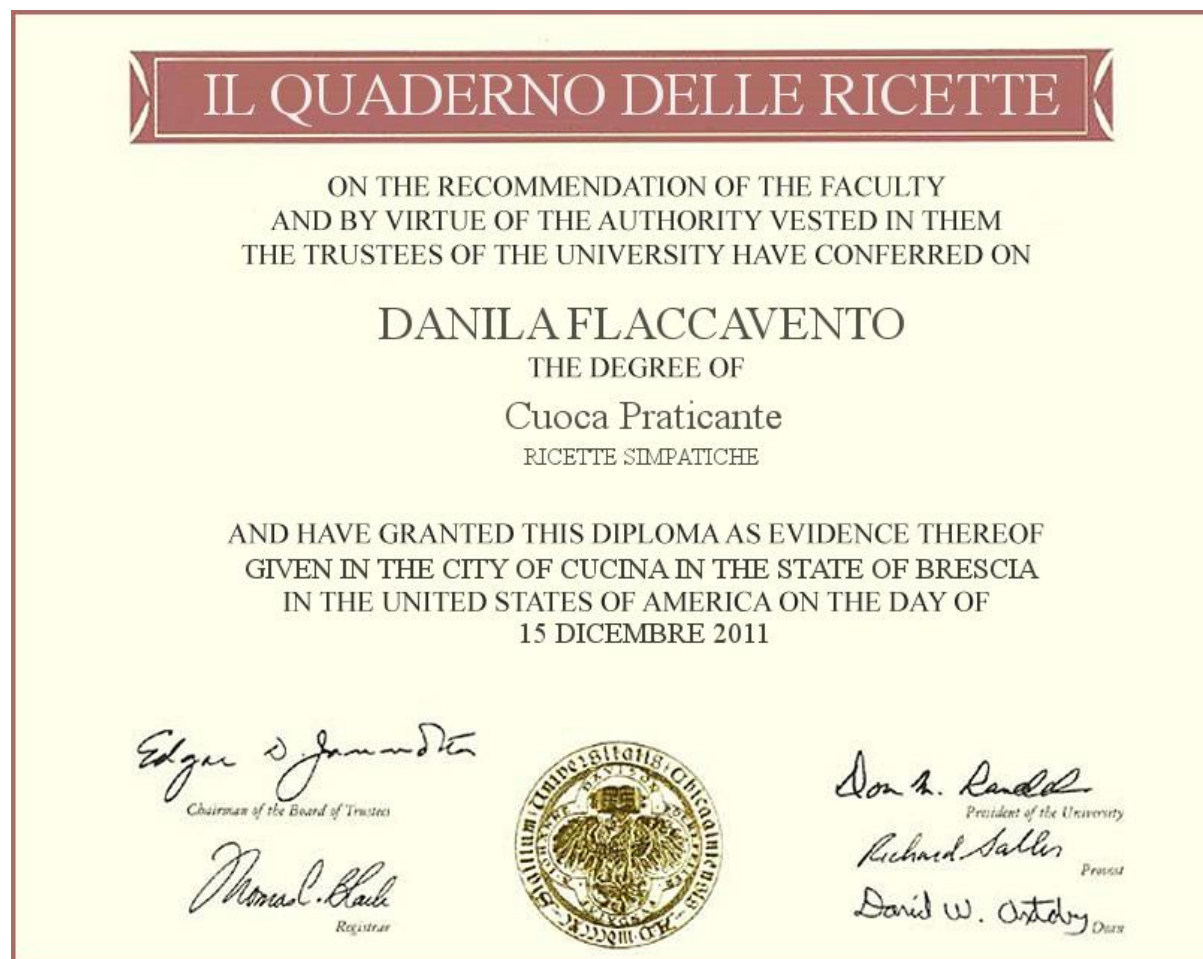 IL QUADERNO DELLE RICETTE
ON THE RECOMMENDATION OF THE FACULTY
AND BY VIRTUE OF THE AUTHORITY VESTED IN THEM
THE TRUSTEES OF THE UNIVERSITY HAVE CONFERRED ON
DANILA FLACCAVENTO
THE DEGREE OF
Cuoca Praticante
RICETTE SIMPATICHE
AND HAVE GRANTED THIS DIPLOMA AS EVIDENCE THEREOF
GIVEN IN THE CITY OF CUCINA IN THE STATE OF BRESCIA
IN THE UNITED STATES OF AMERICA ON THE DAY OF
15 DICEMBRE 2011
Edgar D.
Chairman of the Board of Trustees
Thomas C.
Registrar
Don M.
President of the University
Richard Saller
Provost
David W.
Dean